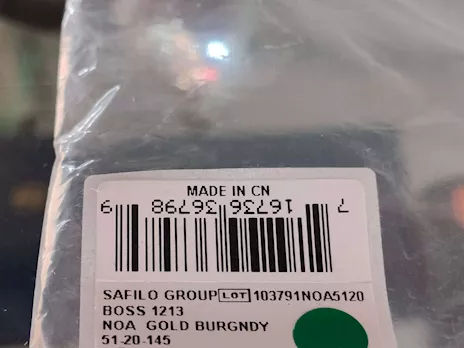 MADE IN CN
7 16736 36798 9
SAFILO GROUP LOT 103791NOA5120
BOSS 1213
NOA GOLD BURGNDY
51-20-145